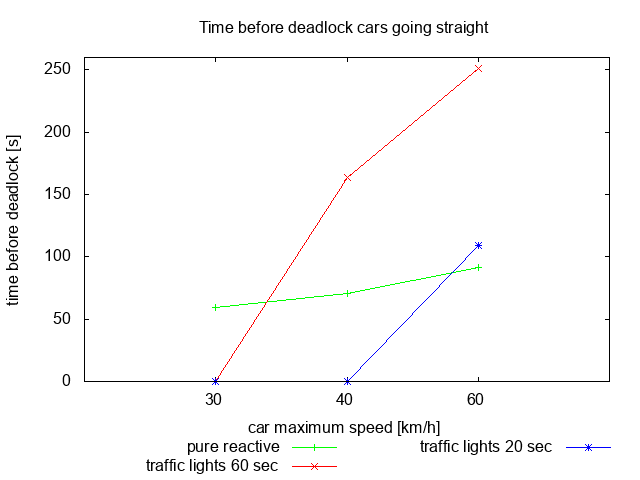 Time before deadlock cars going straight
250
200
150
100
50
0
time before deadlock [s]
30 40 60
car maximum speed [km/h]
pure reactive
traffic lights 20 sec
traffic lights 60 sec